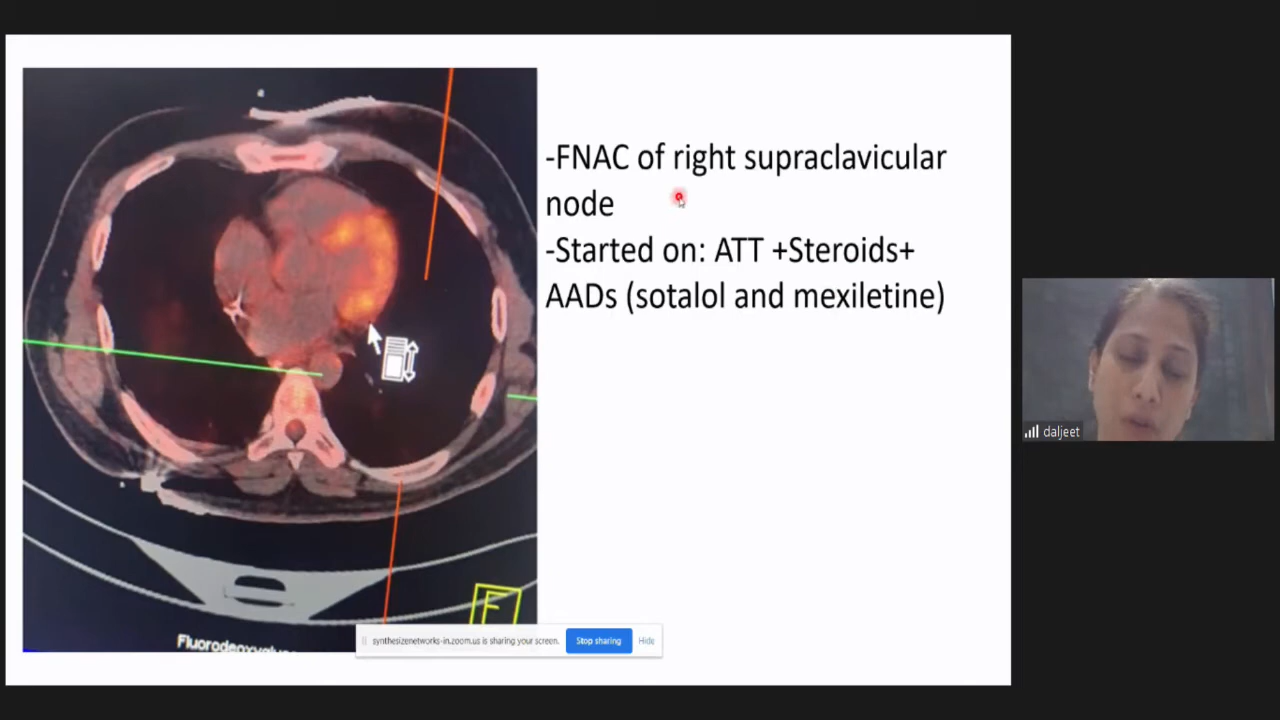 -FNAC of right supraclavicular
node
-Started on: ATT +Steroids+
AADs (sotalol and mexiletine)
daljeet
F
synthesizenetworks-in.zoom.us is sharing your screen.
Stop sharing
Hide